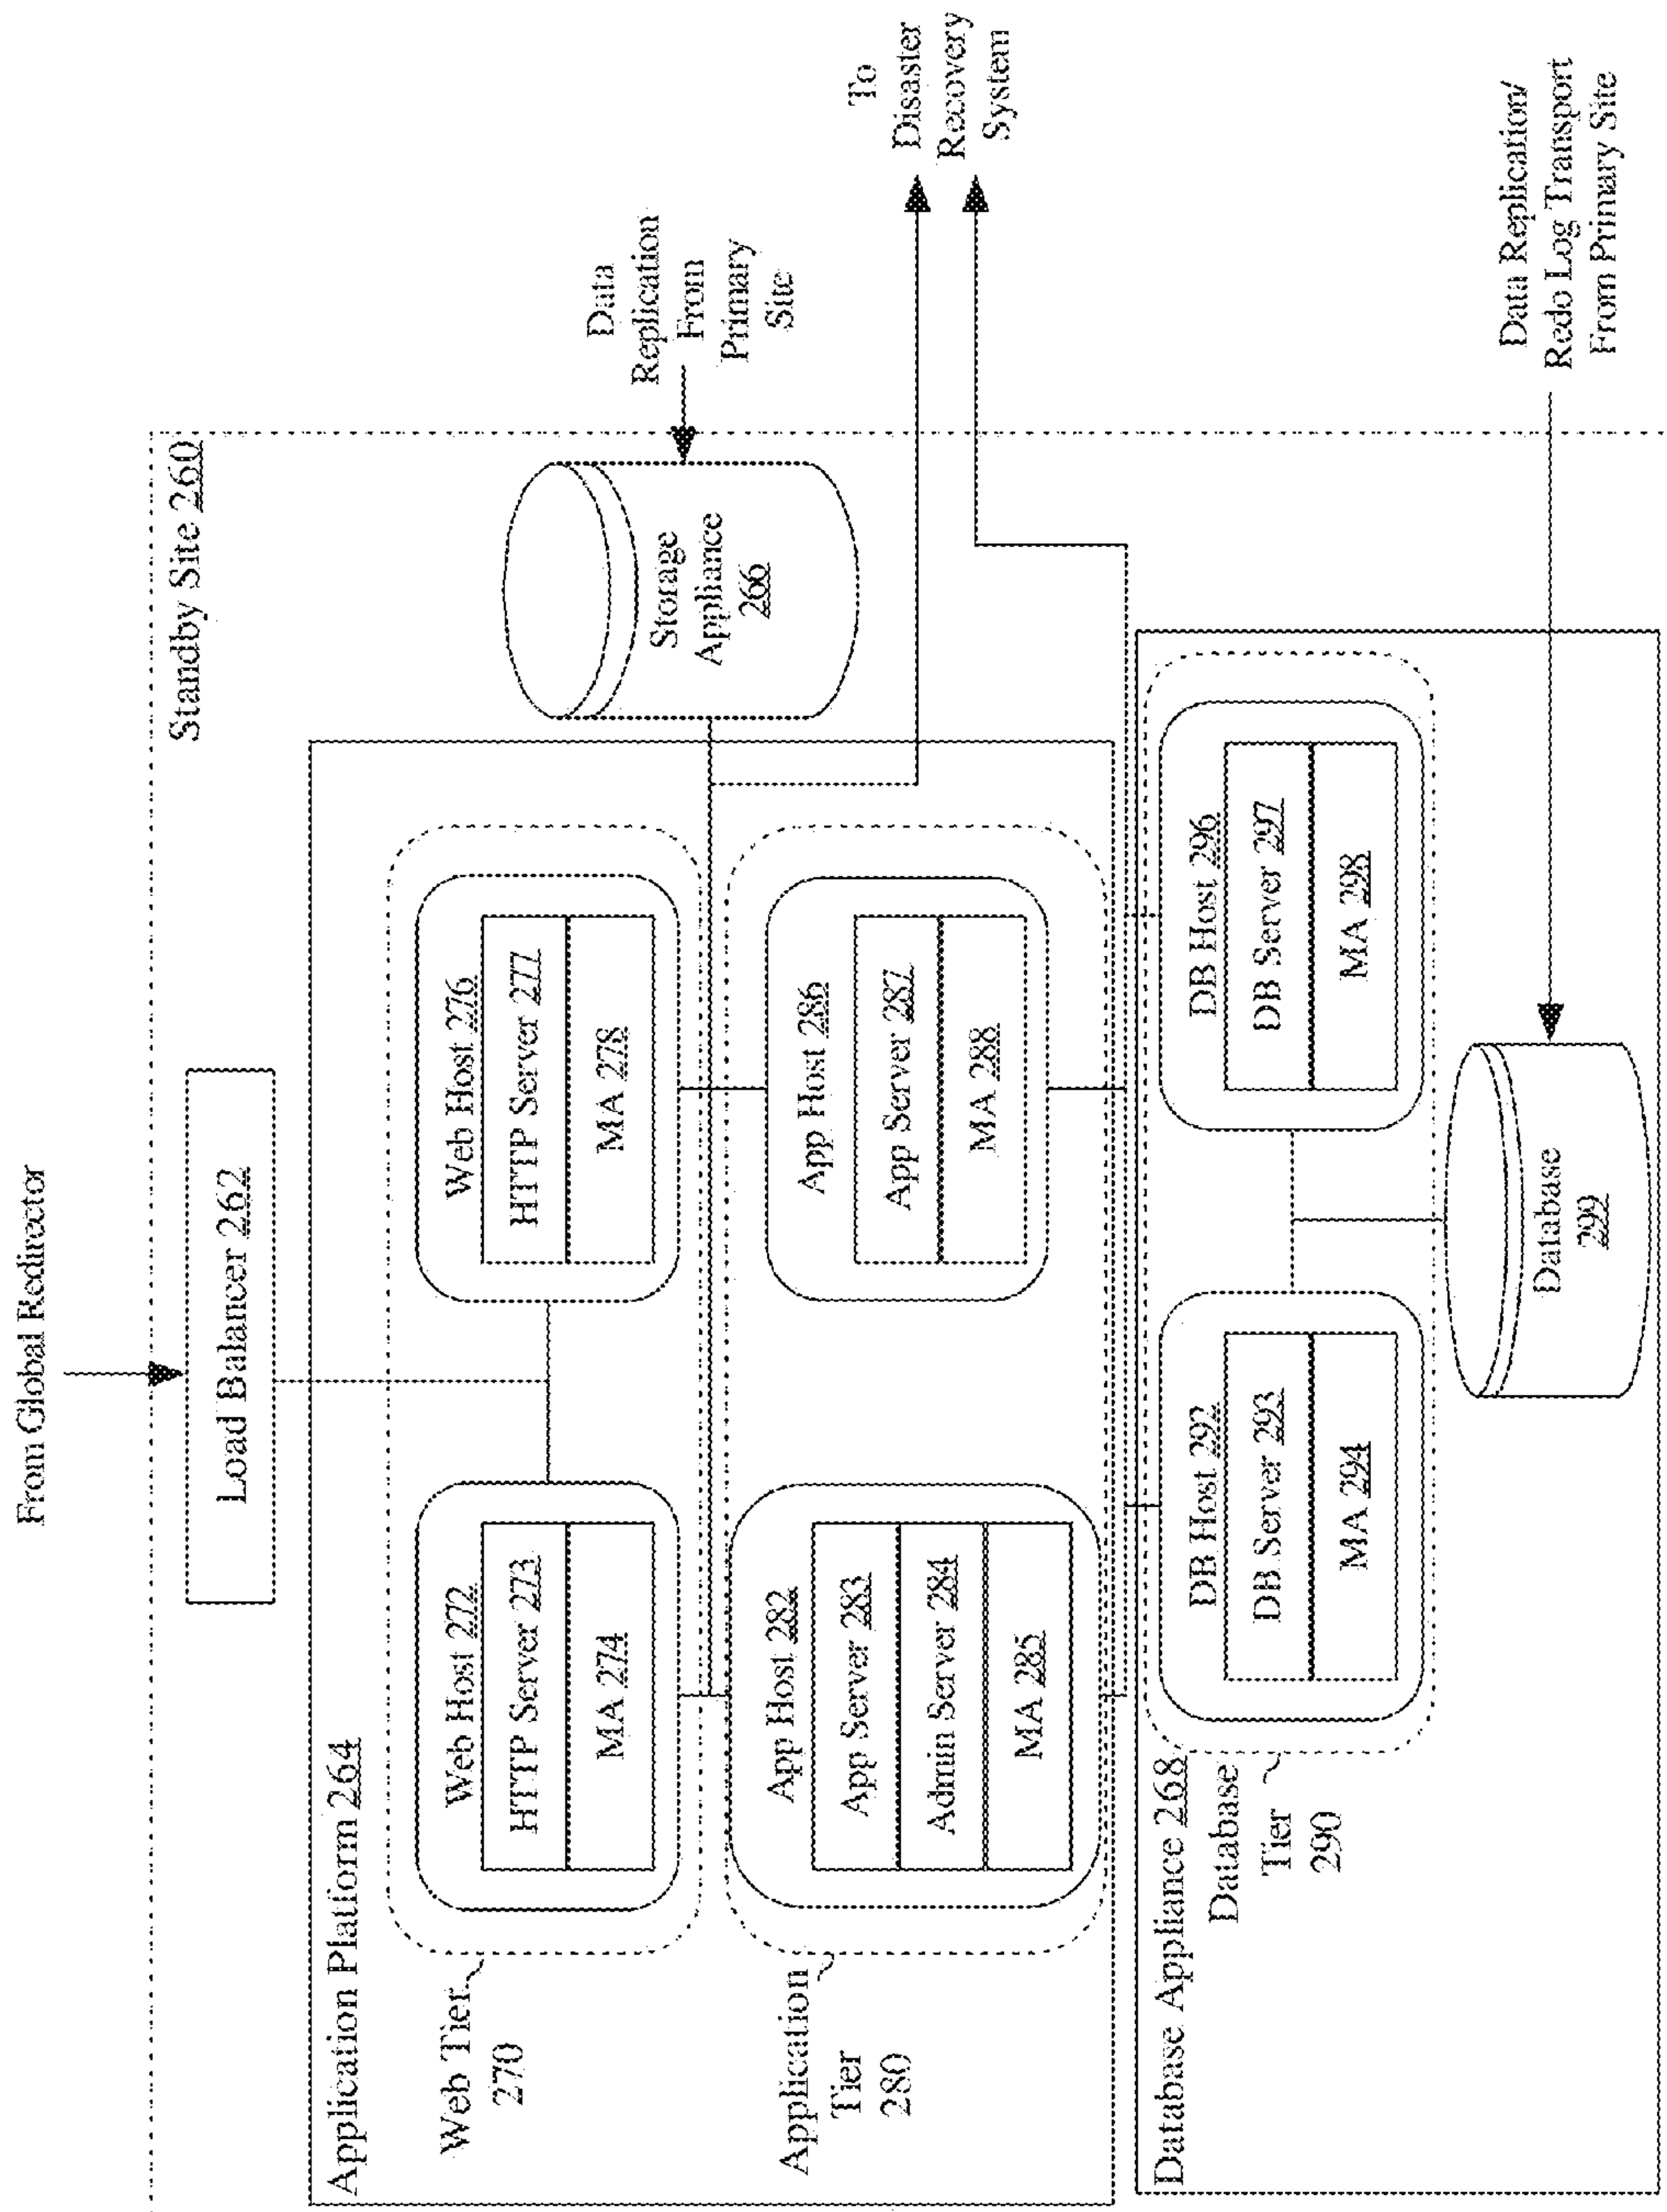 From Global Redirector
Standby Site 260
Load Balancer 262
Application Platform 264
Web Tier
270
Web Host 272
HTTP Server 273
MA 274
Web Host 276
HTTP Server 277
MA 278
Storage
Appliance
266
Data
Replication
From
Primary
Site
Application
Tier
280
App Host 282
App Server 283
Admin Server 284
MA 285
App Host 286
App Server 287
MA 288
To
Disaster
Recovery
System
Database Appliance 268
Database
Tier
290
DB Host 292
DB Server 293
MA 294
DB Host 296
DB Server 297
MA 298
Database
299
Data Replication/
Redo Log Transport
From Primary Site